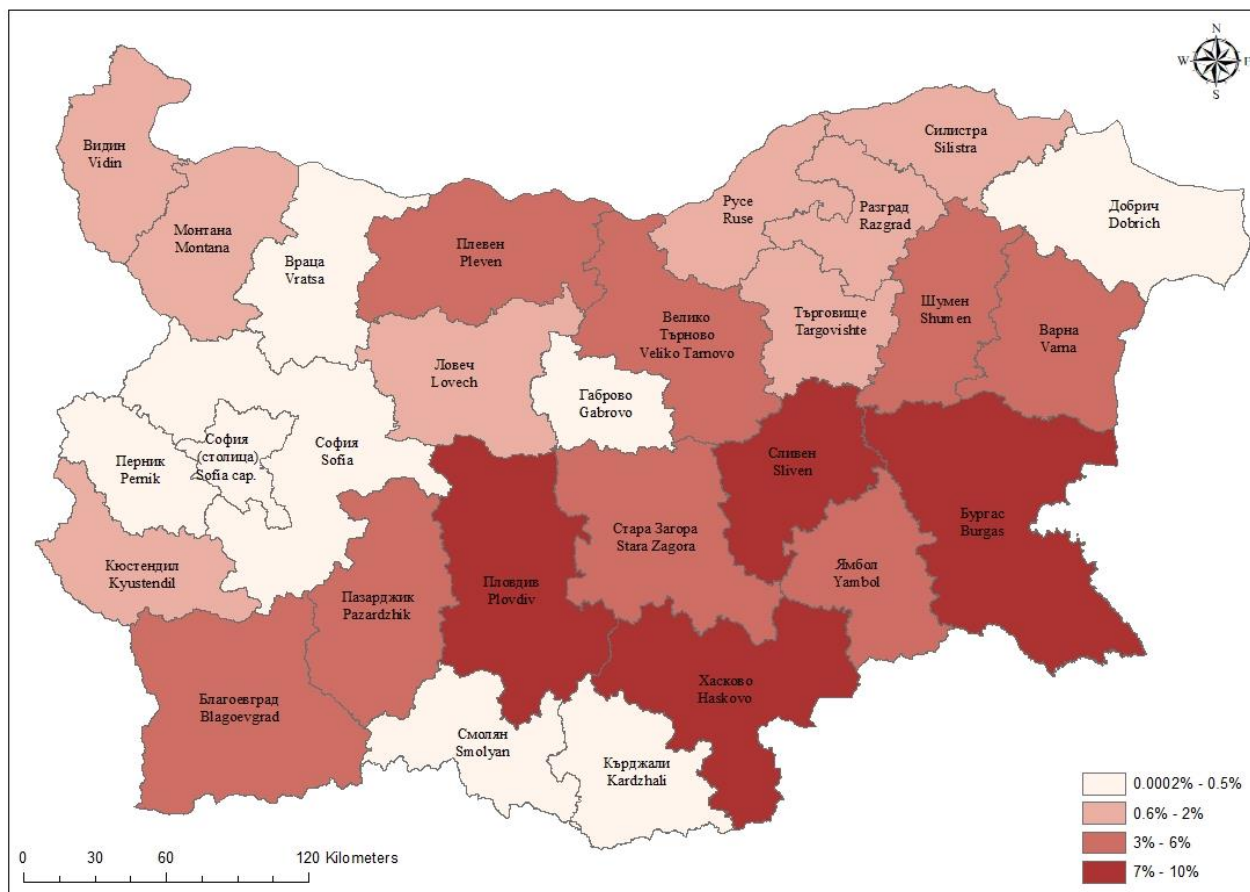 N
W
E
S
Видин
Vidin
Монтана
Montana
Враца
Vratsa
Плевен
Pleven
Велико
Търново
Veliko Tarnovo
Русе
Ruse
Разград
Razgrad
Силистра
Silistra
Добрич
Dobrich
Шумен
Shumen
Варна
Varna
Търговище
Targovishte
Ловеч
Lovech
Габрово
Gabrovo
София
(столица)
Sofia cap.
София
Sofia
Перник
Pernik
Кюстендил
Kyustendil
Сливен
Sliven
Бургас
Burgas
Стара Загора
Stara Zagora
Ямбол
Yambol
Пловдив
Plovdiv
Пазарджик
Pazardzhik
Благоевград
Blagoevgrad
Хасково
Haskovo
Смолян
Smolyan
Кърджали
Kardzhali
0.0002% - 0.5%
0.6% - 2%
3% - 6%
7% - 10%
0 30 60 120 Kilometers